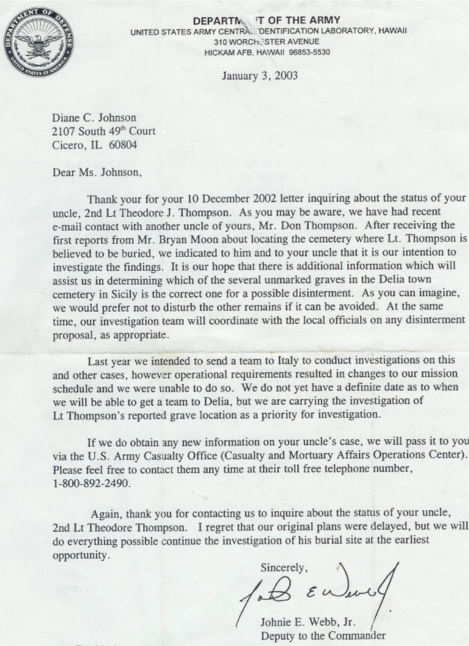 DEPARTMENT OF THE ARMY
UNITED STATES ARMY CENTRAL IDENTIFICATION LABORATORY, HAWAII
310 WORCHESTER AVENUE
HICKAM AFB, HAWAII 96853-5530
January 3, 2003
Diane C. Johnson
2107 South 49th Court
Cicero, IL 60804
Dear Ms. Johnson,
Thank your for your 10 December 2002 letter inquiring about the status of your
uncle, 2nd Lt Theodore J. Thompson. As you may be aware, we have had recent
e-mail contact with another uncle of yours, Mr. Don Thompson. After receiving the
first reports from Mr. Bryan Moon about locating the cemetery where Lt. Thompson is
believed to be buried, we indicated to him and to your uncle that it is our intention to
investigate the findings. It is our hope that there is additional information which will
assist us in determining which of the several unmarked graves in the Delia town
cemetery in Sicily is the correct one for a possible disinterment. As you can imagine,
we would prefer not to disturb the other remains if it can be avoided. At the same
time, our investigation team will coordinate with the local officials on any disinterment
proposal, as appropriate.
Last year we intended to send a team to Italy to conduct investigations on this
and other cases, however operational requirements resulted in changes to our mission
schedule and we were unable to do so. We do not yet have a definite date as to when
we will be able to get a team to Delia, but we are carrying the investigation of
Lt Thompson's reported grave location as a priority for investigation.
If we do obtain any new information on your uncle's case, we will pass it to you
via the U.S. Army Casualty Office (Casualty and Mortuary Affairs Operations Center).
Please feel free to contact them any time at their toll free telephone number,
1-800-892-2490.
Again, thank you for contacting us to inquire about the status of your uncle,
2nd Lt Theodore Thompson. I regret that our original plans were delayed, but we will
do everything possible continue the investigation of his burial site at the earliest
opportunity.
Sincerely,
Johnie E. Webb, Jr.
Deputy to the Commander